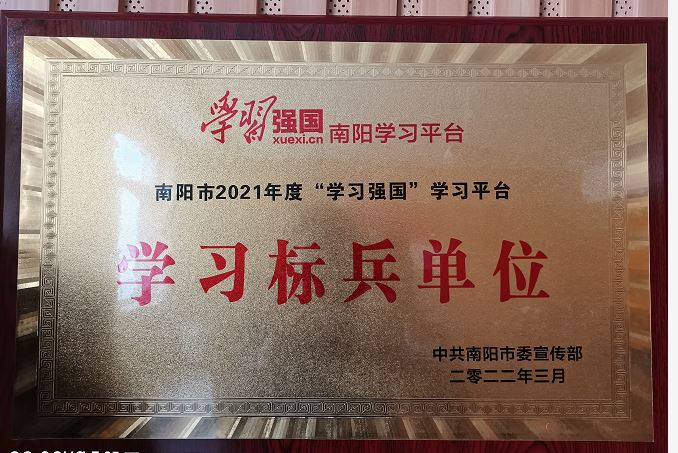 学習强国 南阳学习平台
xuexi.cn
南阳市2021年度“学习强国”学习平台
学习标兵单位
中共南阳市委宣传部
二零二二年三月